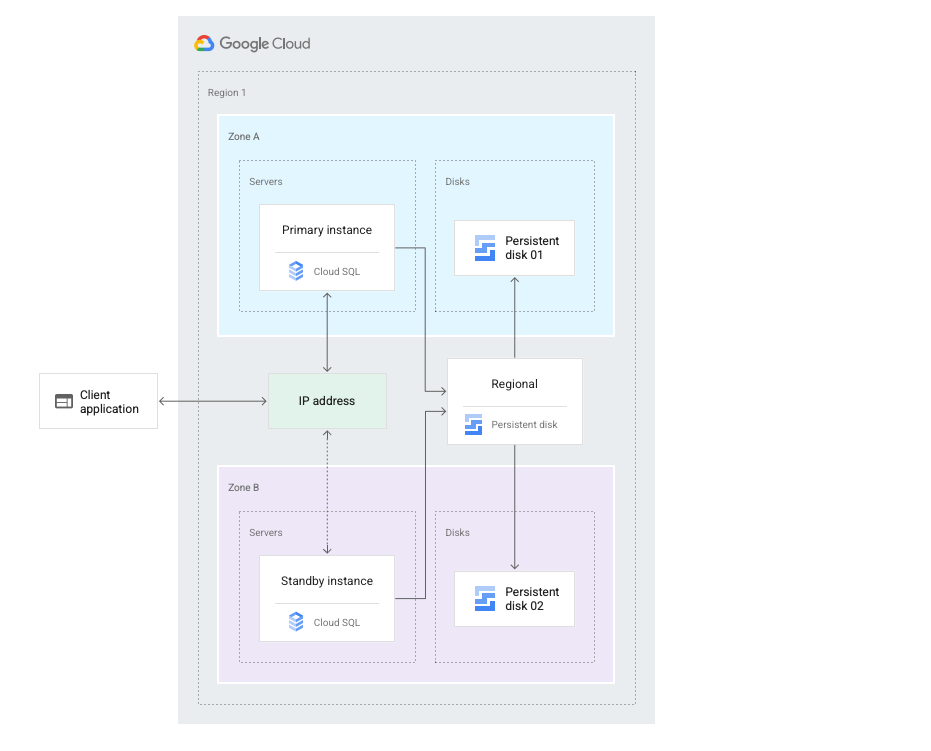 Google Cloud
Region 1
Zone A
Servers
Disks
Primary instance
Cloud SQL
Persistent
disk 01
Client
application
IP address
Regional
Persistent disk
Zone B
Servers
Disks
Standby instance
Cloud SQL
Persistent
disk 02